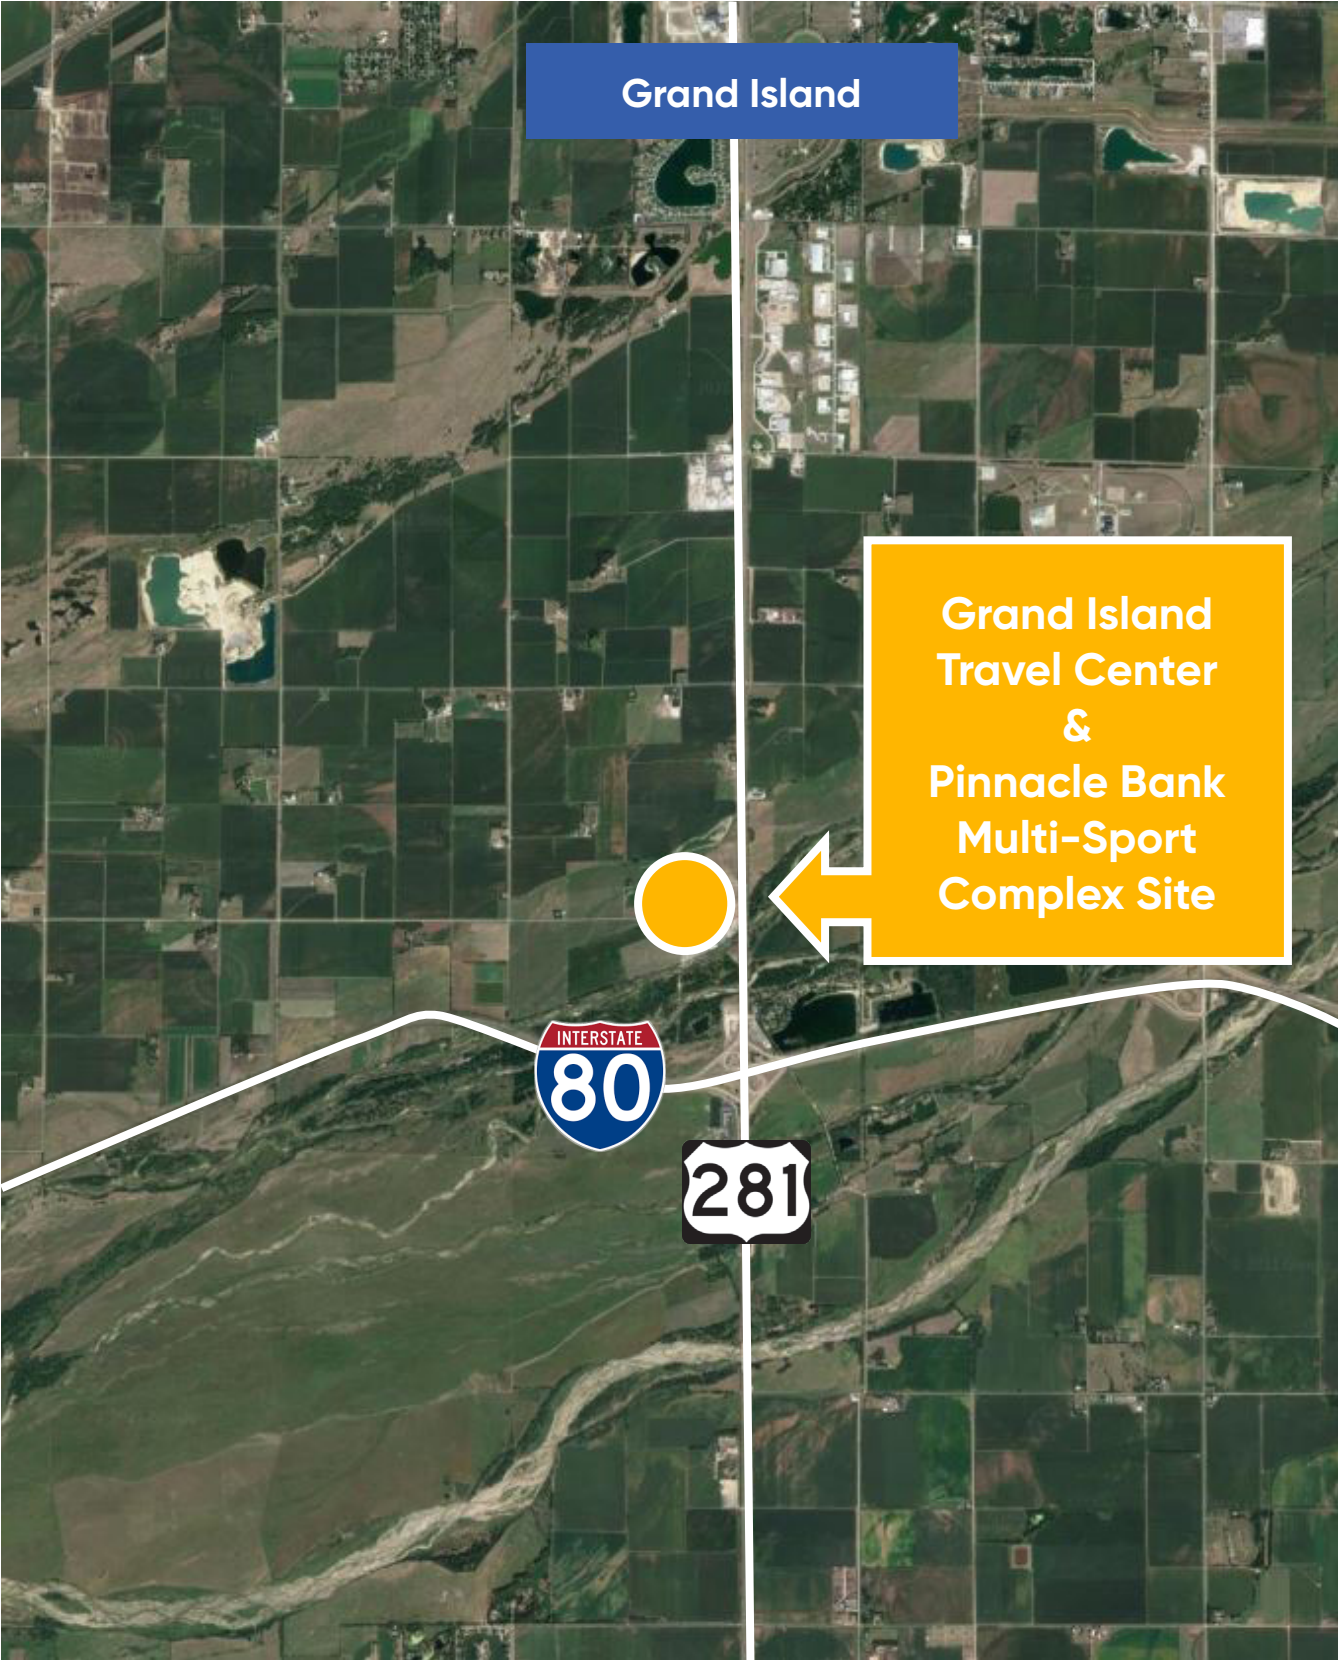 Grand Island
Grand Island
Travel Center
&
Pinnacle Bank
Multi-Sport
Complex Site
INTERSTATE
80
281